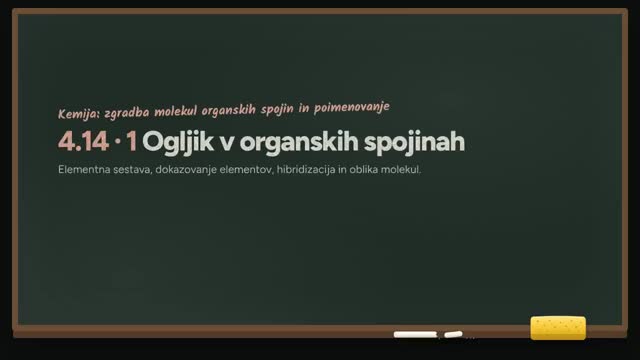 Kemija: zgradba molekul organskih spojin in poimenovanje
4.14 · 1 Ogljik v organskih spojinah
Elementna sestava, dokazovanje elementov, hibridizacija in oblika molekul.